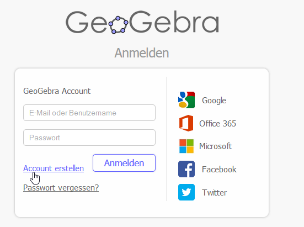 GeoGebra
Anmelden
GeoGebra Account
E-Mail oder Benutzername
Passwort
Account erstellen
Anmelden
Passwort vergessen?
Google
Office 365
Microsoft
Facebook
Twitter